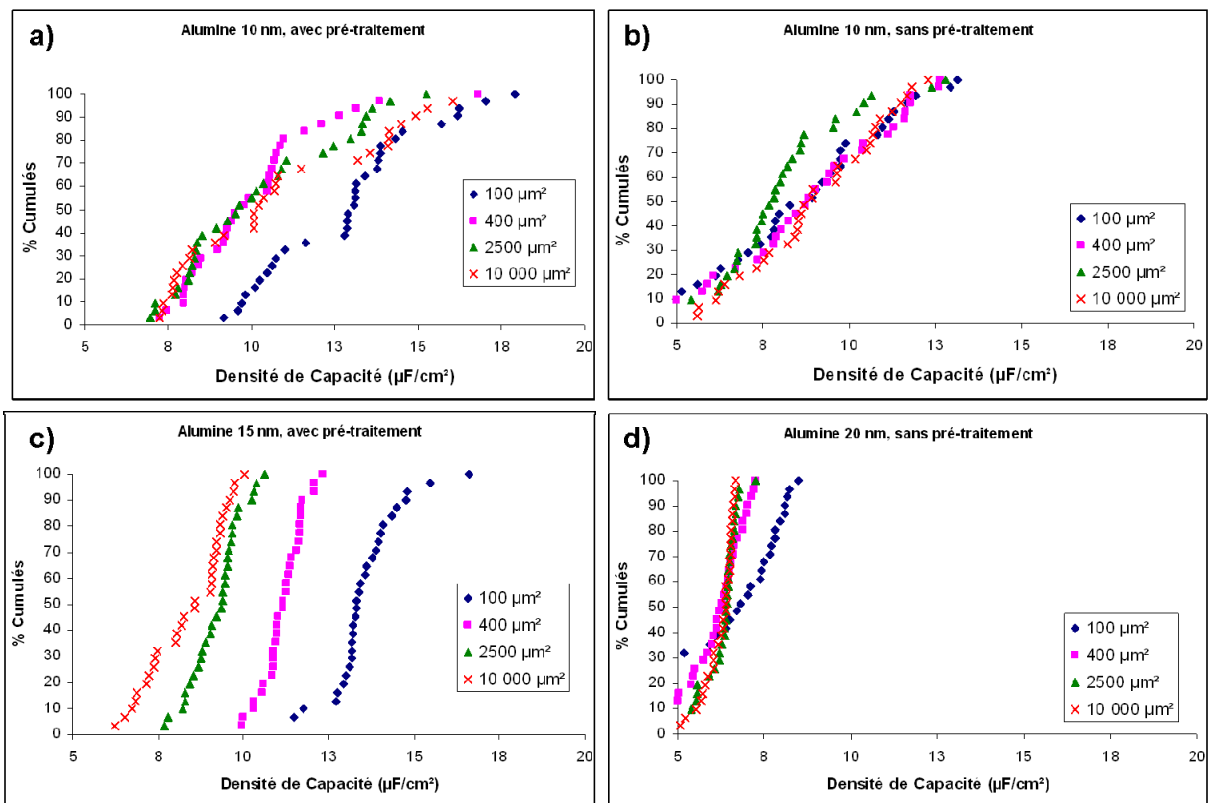 a)
Alumine 10 nm, avec pré-traitement
% Cumulés
100
90
80
70
60
50
40
30
20
10
0
5
8
10
13
15
18
20
Densité de Capacité (µF/cm²)
100 µm²
400 µm²
2500 µm²
10 000 µm²
b)
Alumine 10 nm, sans pré-traitement
% Cumulés
100
90
80
70
60
50
40
30
20
10
0
5
8
10
13
15
18
20
Densité de Capacité (µF/cm²)
100 µm²
400 µm²
2500 µm²
10 000 µm²
c)
Alumine 15 nm, avec pré-traitement
% Cumulés
100
90
80
70
60
50
40
30
20
10
0
5
8
10
13
15
18
20
Densité de Capacité (µF/cm²)
100 µm²
400 µm²
2500 µm²
10 000 µm²
d)
Alumine 20 nm, sans pré-traitement
% Cumulés
100
90
80
70
60
50
40
30
20
10
0
5
8
10
13
15
18
20
Densité de Capacité (µF/cm²)
100 µm²
400 µm²
2500 µm²
10 000 µm²